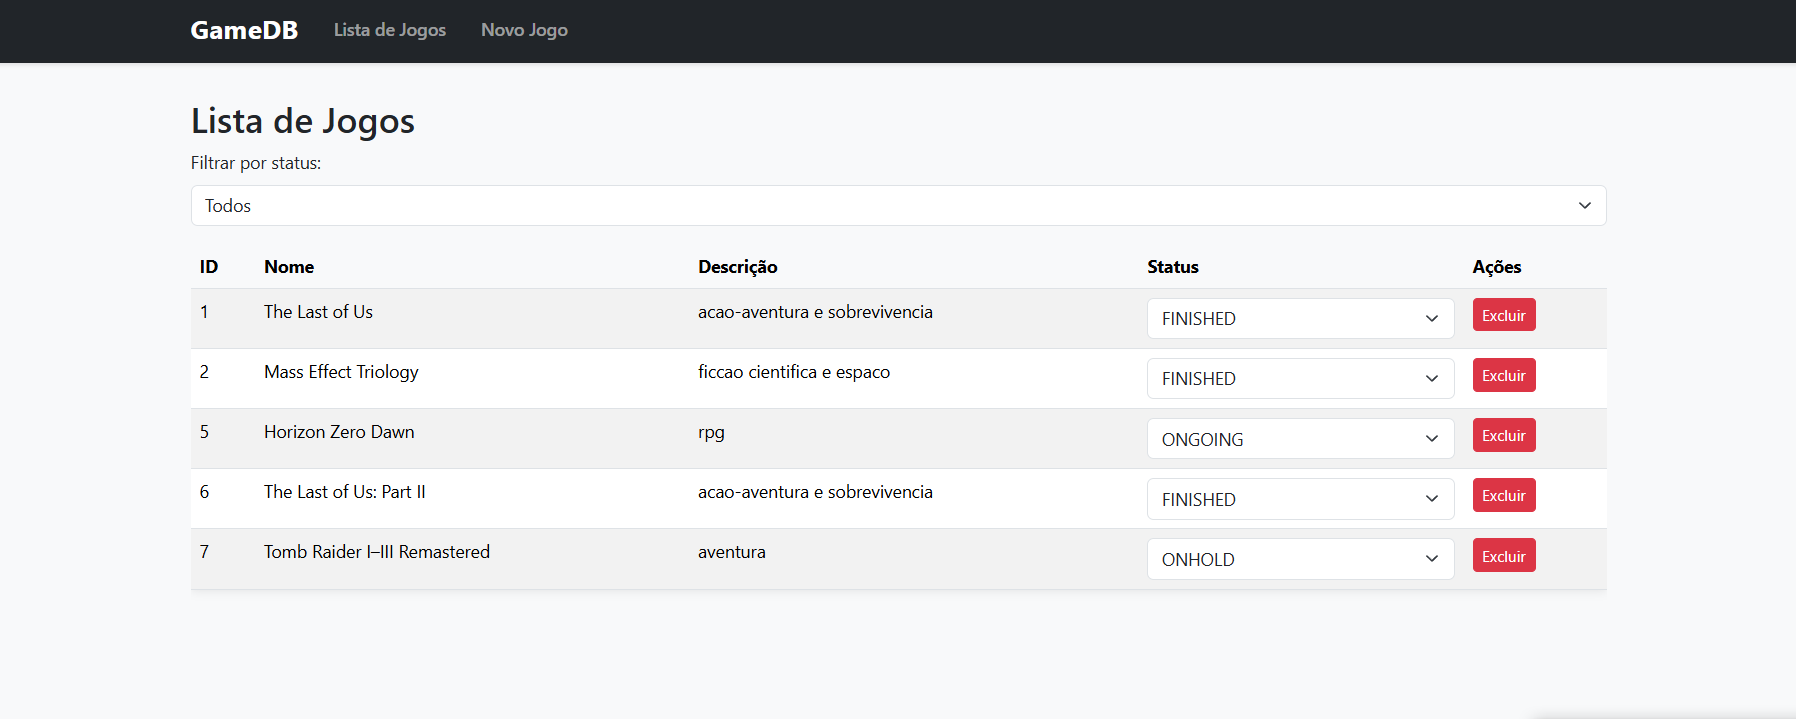 GameDB Lista de Jogos Novo Jogo
Lista de Jogos
Filtrar por status:
Todos
ID Nome Descrição Status Ações
1 The Last of Us acao-aventura e sobrevivencia FINISHED Excluir
2 Mass Effect Triology ficcao cientifica e espaco FINISHED Excluir
5 Horizon Zero Dawn rpg ONGOING Excluir
6 The Last of Us: Part II acao-aventura e sobrevivencia FINISHED Excluir
7 Tomb Raider I–III Remastered aventura ONHOLD Excluir